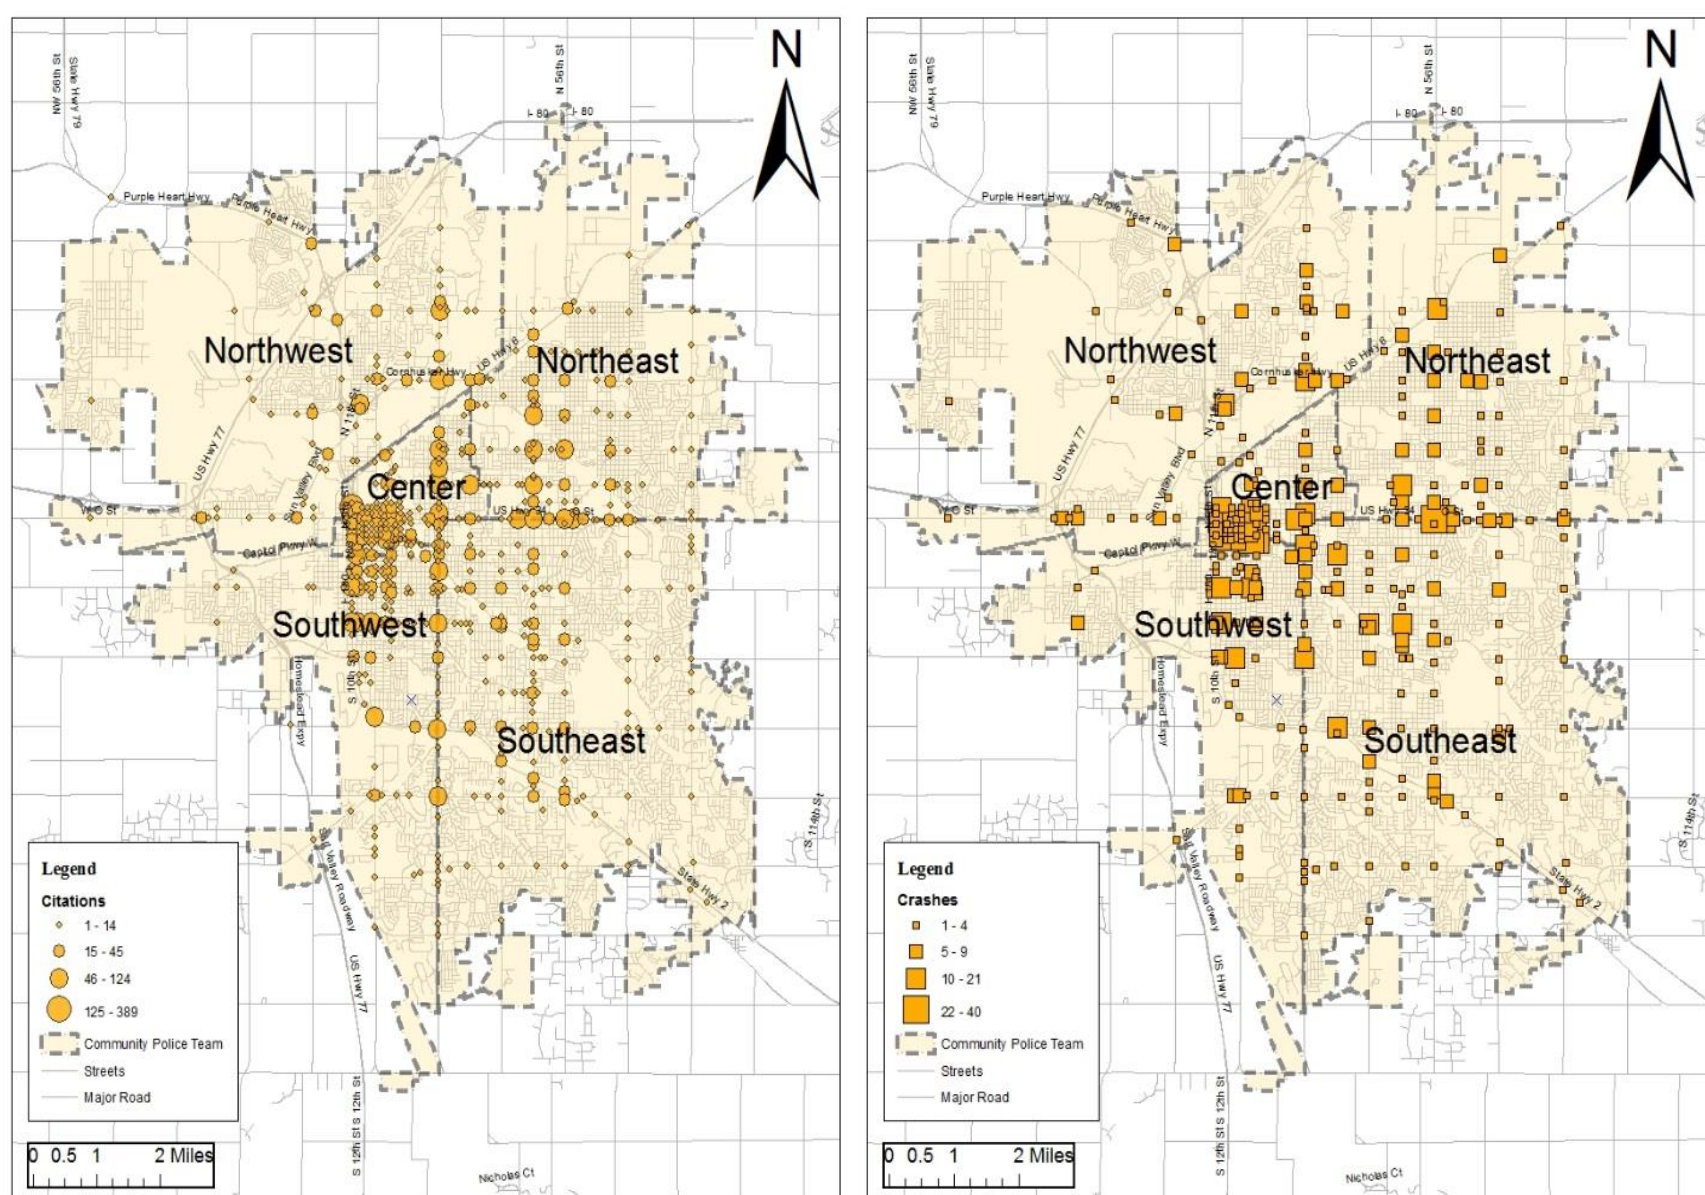 N
N 56th St
State Hwy 79
NW 56th St
I- 80
I- 80
Purple Heart Hwy
Purple Heart Hwy
Northwest
Northeast
US Hwy 6
Cornhusker Hwy
N 11th St
US Hwy 77
Sun Valley Blvd
Center
W O St
US Hwy 34
O St
Capitol Pkwy W
Southwest
Homestead Expy
S 10th St
Southeast
S 114th St
Salt Valley Roadway
State Hwy 2
US Hwy 77
Legend
Citations
1 - 14
15 - 45
46 - 124
125 - 389
Community Police Team
Streets
Major Road
S 12th St S 12th St
0 0.5 1 2 Miles
Nicholas Ct
N
N 56th St
State Hwy 79
NW 56th St
I- 80
I- 80
Purple Heart Hwy
Purple Heart Hwy
Northwest
Northeast
US Hwy 6
Cornhusker Hwy
N 11th St
US Hwy 77
Sun Valley Blvd
Center
W O St
US Hwy 34
O St
Capitol Pkwy W
Southwest
Homestead Expy
S 10th St
Southeast
S 114th St
Salt Valley Roadway
State Hwy 2
US Hwy 77
Legend
Crashes
1 - 4
5 - 9
10 - 21
22 - 40
Community Police Team
Streets
Major Road
S 12th St S 12th St
0 0.5 1 2 Miles
Nicholas Ct